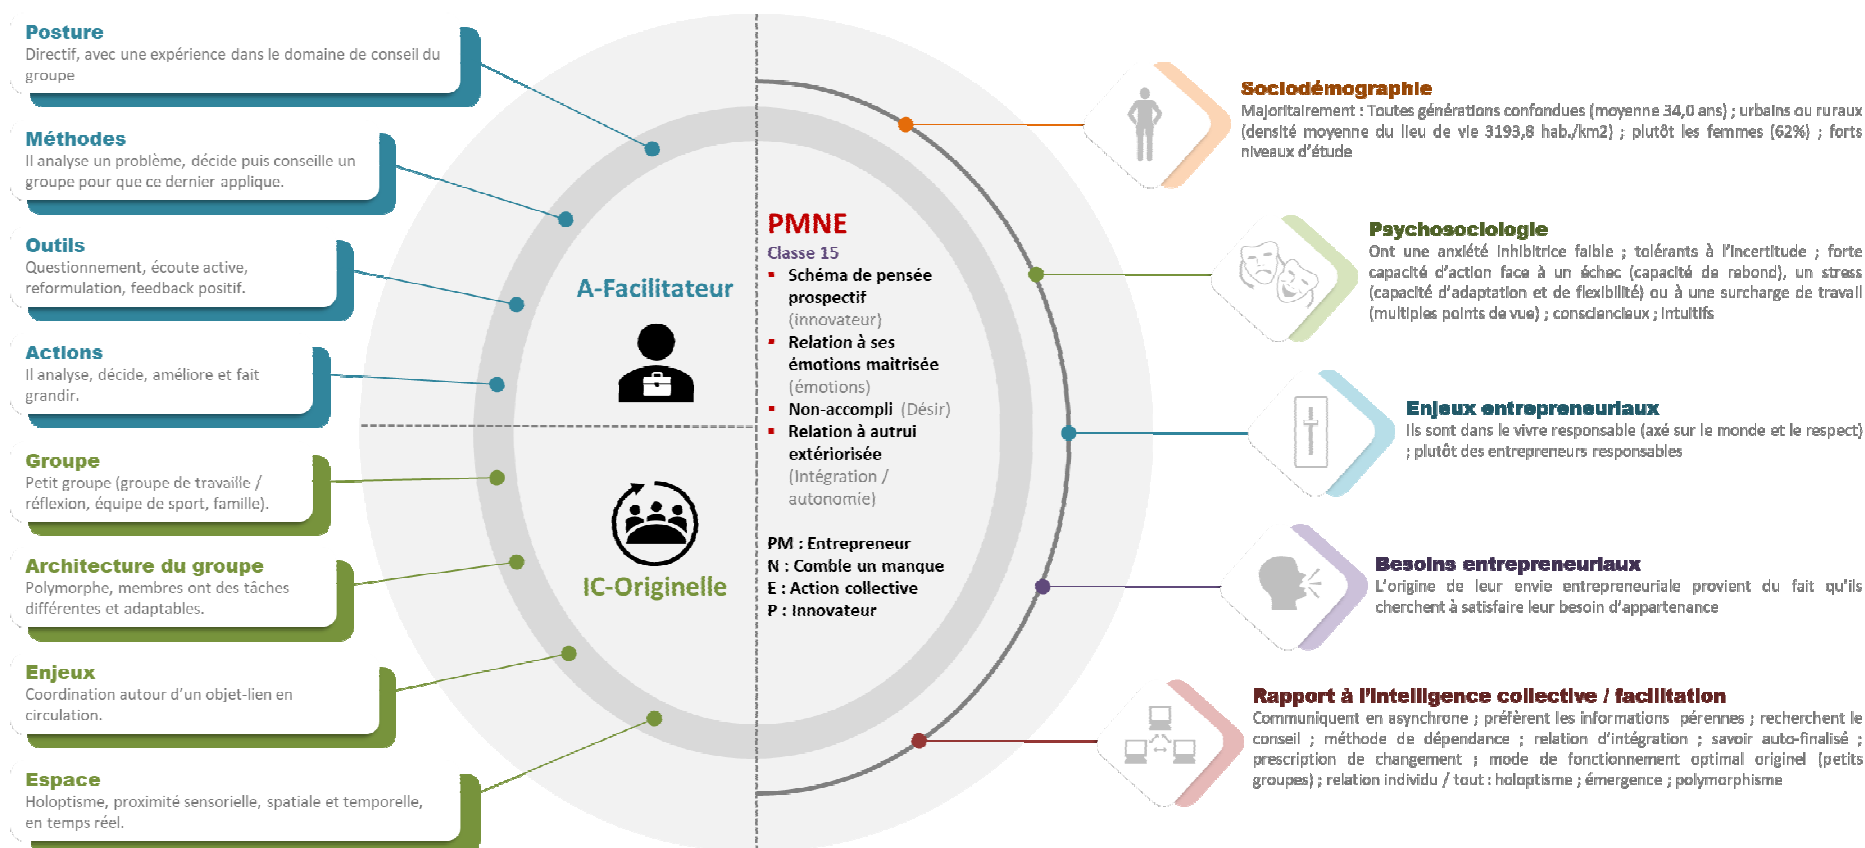 Posture
Directif, avec une expérience dans le domaine de conseil du
groupe
Méthodes
Il analyse un problème, décide puis conseille un
groupe pour que ce dernier applique.
Outils
Questionnement, écoute active,
reformulation, feedback positif.
Actions
Il analyse, décide, améliore et fait
grandir.
Groupe
Petit groupe (groupe de travaille /
réflexion, équipe de sport, famille).
Architecture du groupe
Polymorphe, membres ont des tâches
différentes et adaptables.
Enjeux
Coordination autour d'un objet-lien en
circulation.
Espace
Holoptisme, proximité sensorielle, spatiale et temporelle,
en temps réel.
A-Facilitateur
IC-Originelle
PMNE
Classe 15
▪ Schéma de pensée
prospectif
(innovateur)
▪ Relation à ses
émotions maitrisée
(émotions)
▪ Non-accompli (Désir)
▪ Relation à autrui
extériorisée
(Intégration /
autonomie)
PM : Entrepreneur
N : Comble un manque
E : Action collective
P : Innovateur
Sociodémographie
Majoritairement : Toutes générations confondues (moyenne 34,0 ans) ; urbains ou ruraux
(densité moyenne du lieu de vie 3193,8 hab./km2) ; plutôt les femmes (62%) ; forts
niveaux d'étude
Psychosociologie
Ont une anxiété inhibitrice faible ; tolérants à l'incertitude ; forte
capacité d'action face à un échec (capacité de rebond), un stress
(capacité d'adaptation et de flexibilité) ou à une surcharge de travail
(multiples points de vue) ; consciencieux ; intuitifs
Enjeux entrepreneuriaux
Ils sont dans le vivre responsable (axé sur le monde et le respect)
; plutôt des entrepreneurs responsables
Besoins entrepreneuriaux
L'origine de leur envie entrepreneuriale provient du fait qu'ils
cherchent à satisfaire leur besoin d'appartenance
Rapport à l'intelligence collective / facilitation
Communiquent en asynchrone ; préfèrent les informations pérennes ; recherchent le
conseil ; méthode de dépendance ; relation d'intégration ; savoir auto-finalisé ;
prescription de changement ; mode de fonctionnement optimal originel (petits
groupes) ; relation individu / tout : holoptisme ; émergence ; polymorphisme